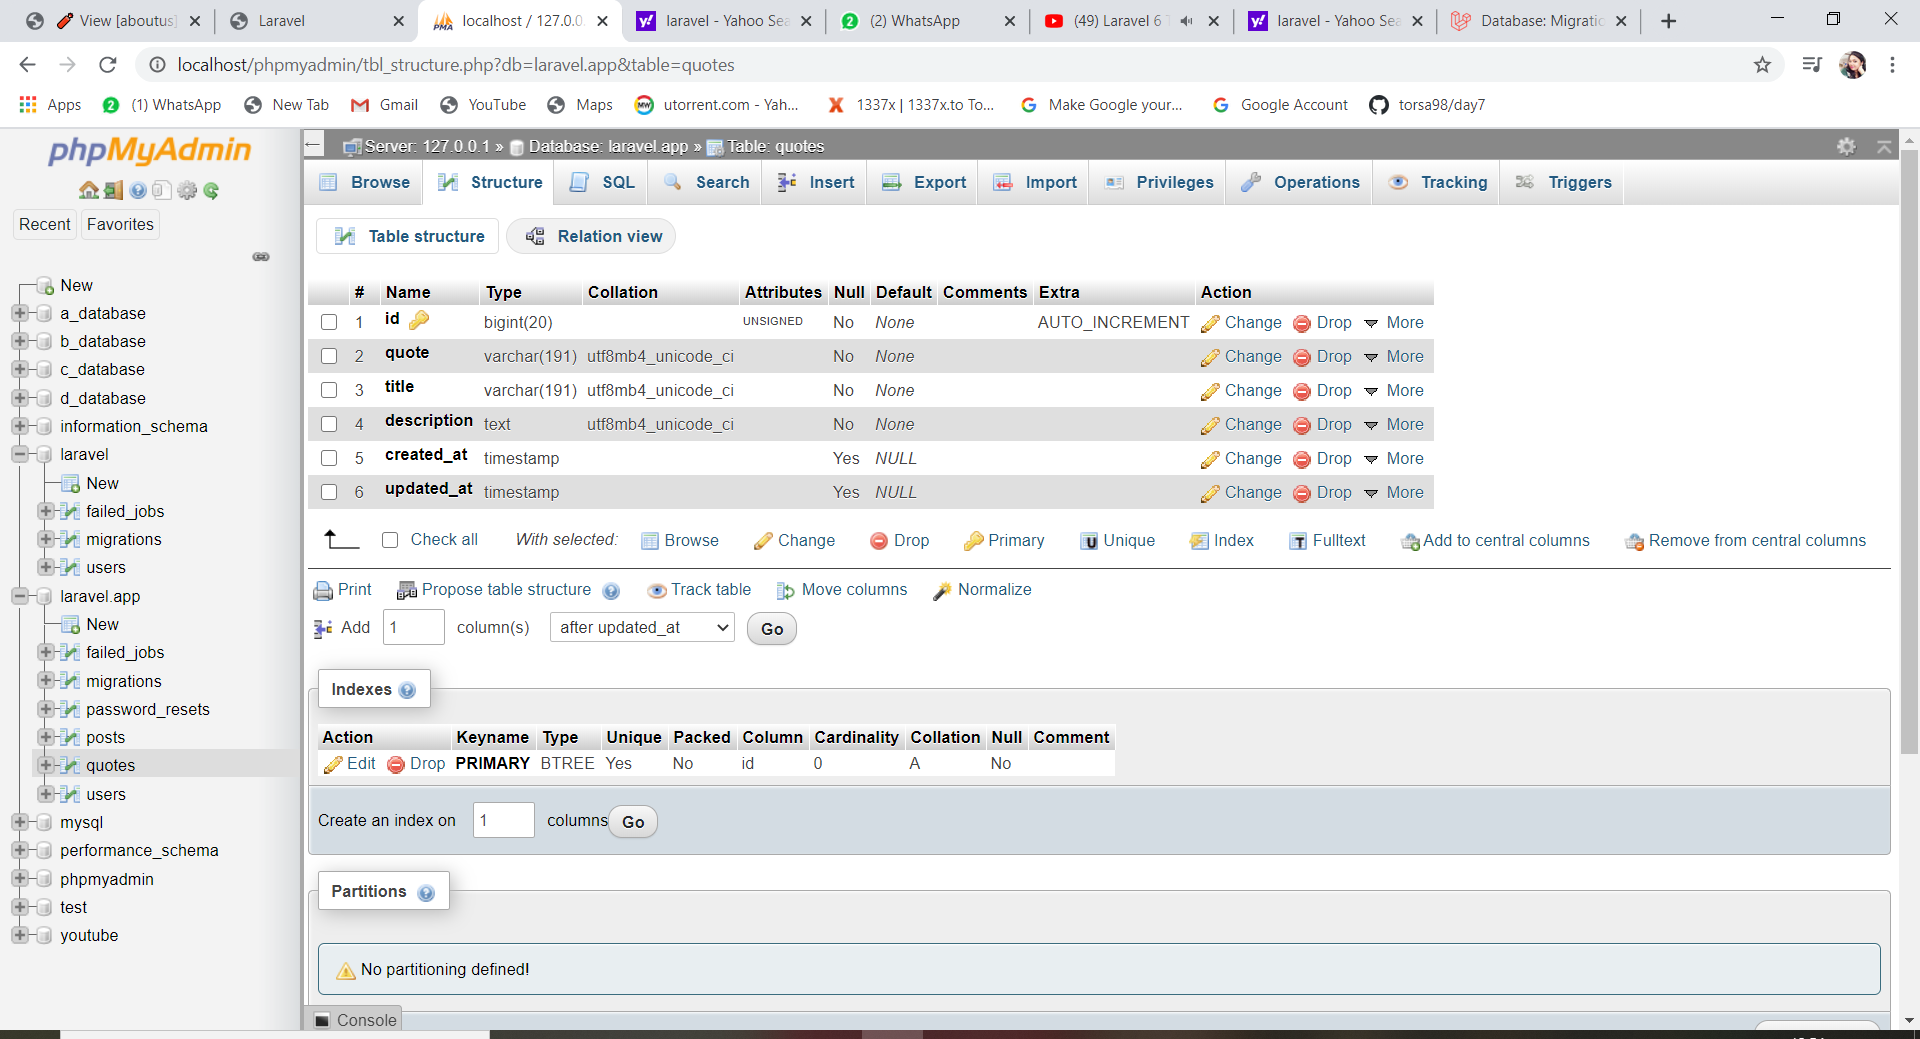 View [aboutus]
Laravel
localhost / 127.0.0.
laravel - Yahoo Sea
(2) WhatsApp
(49) Laravel 6 T
laravel - Yahoo Sea
Database: Migratio
localhost/phpmyadmin/tbl_structure.php?db=laravel.app&table=quotes
Apps
(1) WhatsApp
New Tab
Gmail
YouTube
Maps
utorrent.com - Yah...
1337x | 1337x.to To...
Make Google your...
Google Account
torsa98/day7
phpMyAdmin
Recent Favorites
New
a_database
b_database
c_database
d_database
information_schema
laravel
New
failed_jobs
migrations
users
laravel.app
New
failed_jobs
migrations
password_resets
posts
quotes
users
mysql
performance_schema
phpmyadmin
test
youtube
Server: 127.0.0.1 » Database: laravel.app » Table: quotes
Browse Structure SQL Search Insert Export Import Privileges Operations Tracking Triggers
Table structure Relation view
# Name Type Collation Attributes Null Default Comments Extra Action
1 id bigint(20) UNSIGNED No None AUTO_INCREMENT Change Drop More
2 quote varchar(191) utf8mb4_unicode_ci No None Change Drop More
3 title varchar(191) utf8mb4_unicode_ci No None Change Drop More
4 description text utf8mb4_unicode_ci No None Change Drop More
5 created_at timestamp Yes NULL Change Drop More
6 updated_at timestamp Yes NULL Change Drop More
Check all With selected: Browse Change Drop Primary Unique Index Fulltext Add to central columns Remove from central columns
Print Propose table structure Track table Move columns Normalize
Add 1 column(s) after updated_at Go
Indexes
Action Keyname Type Unique Packed Column Cardinality Collation Null Comment
Edit Drop PRIMARY BTREE Yes No id 0 A No
Create an index on 1 columns Go
Partitions
No partitioning defined!
Console